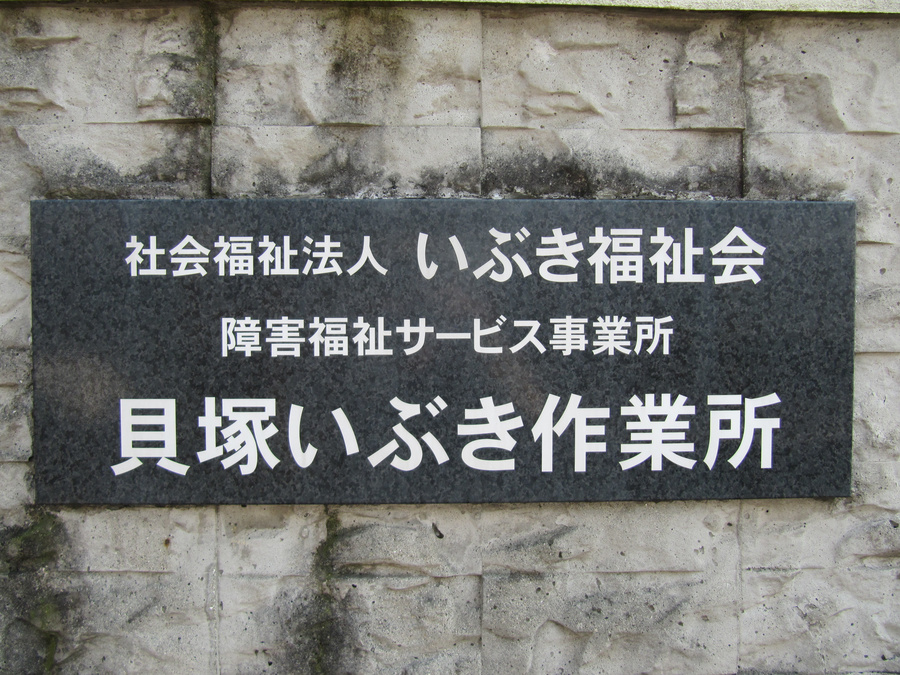 社会福祉法人 いぶき福祉会
障害福祉サービス事業所
貝塚いぶき作業所